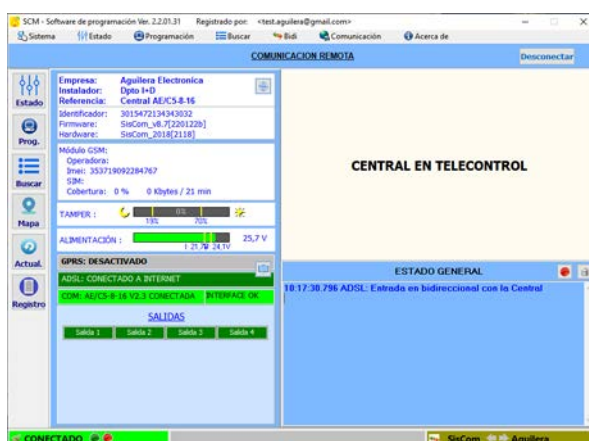 SCM - Software de programación Ver. 2.2.01.31 Registrado por: <test.aguilera@gmail.com>
Sistema Estado Programación Buscar Bidi Comunicación Acerca de
COMUNICACION REMOTA Desconectar
Estado
Prog.
Buscar
Mapa
Actual.
Registro
Empresa: Aguilera Electronica
Instalador: Dpto I+D
Referencia: Central AE/C5-8-16
Identificador: 3015472134343032
Firmware: SisCom_v8.7[220122b]
Hardware: SisCom_2018[2118]
Módulo GSM:
Operadora:
Imei: 353719092284767
SIM:
Cobertura: 0 % 0 Kbytes / 21 min
TAMPER : 0%
19% 70%
ALIMENTACIÓN : 25,7 V
24,1V
GPRS: DESACTIVADO
ADSL: CONECTADO A INTERNET
COM: AE/C5-8-16 V2.3 CONECTADA INTERFACE OK
SALIDAS
Salida 1 Salida 2 Salida 3 Salida 4
CENTRAL EN TELECONTROL
ESTADO GENERAL
10:17:30.796 ADSL: Entrada en bidireccional con la Central
CONECTADO SisCom Aguilera